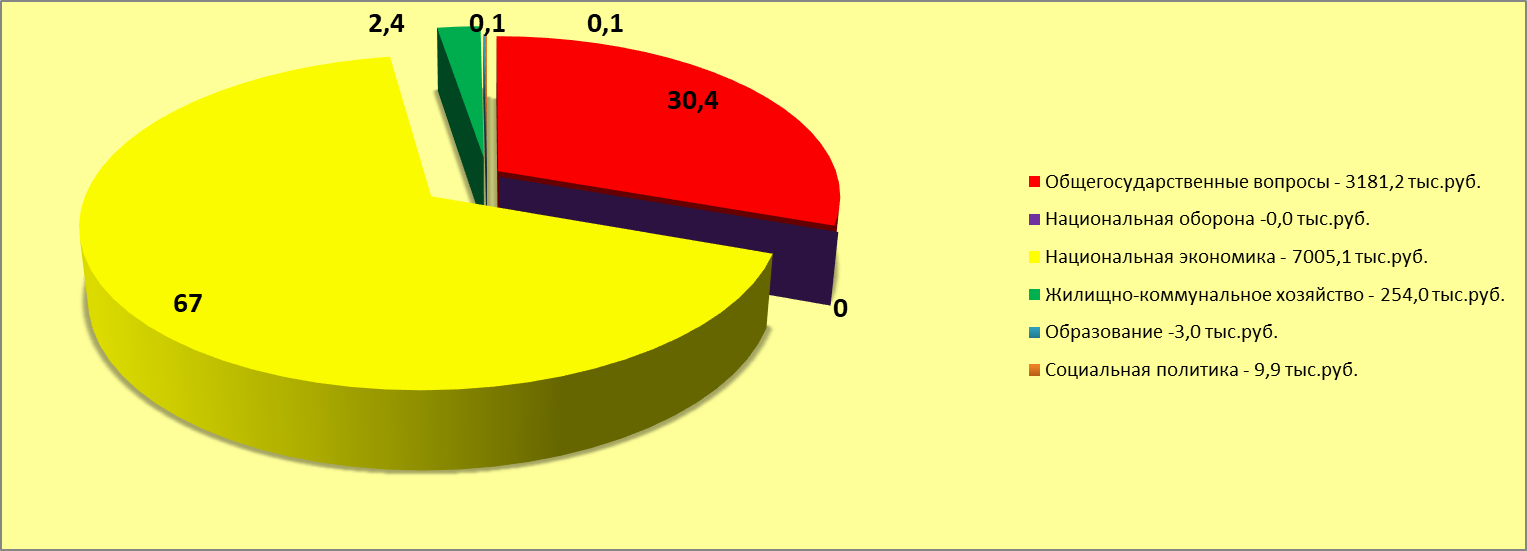 2,4
0,1
0,1
30,4
67
0
Общегосударственные вопросы - 3181,2 тыс.руб.
Национальная оборона -0,0 тыс.руб.
Национальная экономика - 7005,1 тыс.руб.
Жилищно-коммунальное хозяйство - 254,0 тыс.руб.
Образование -3,0 тыс.руб.
Социальная политика - 9,9 тыс.руб.